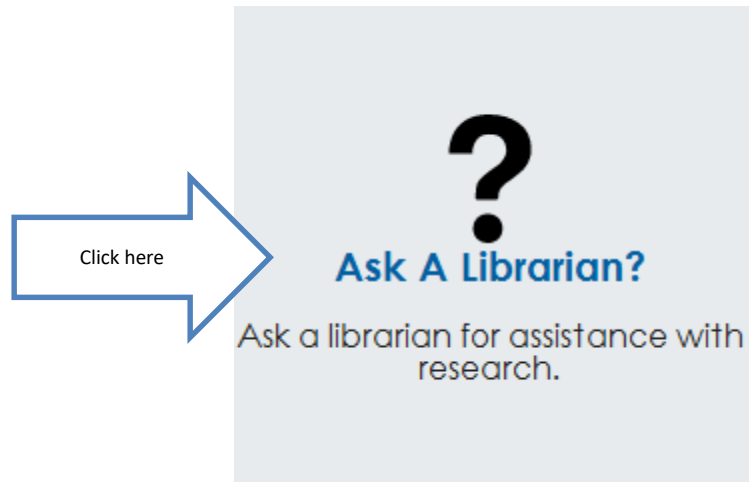 ?
Click here
Ask A Librarian?
Ask a librarian for assistance with
research.